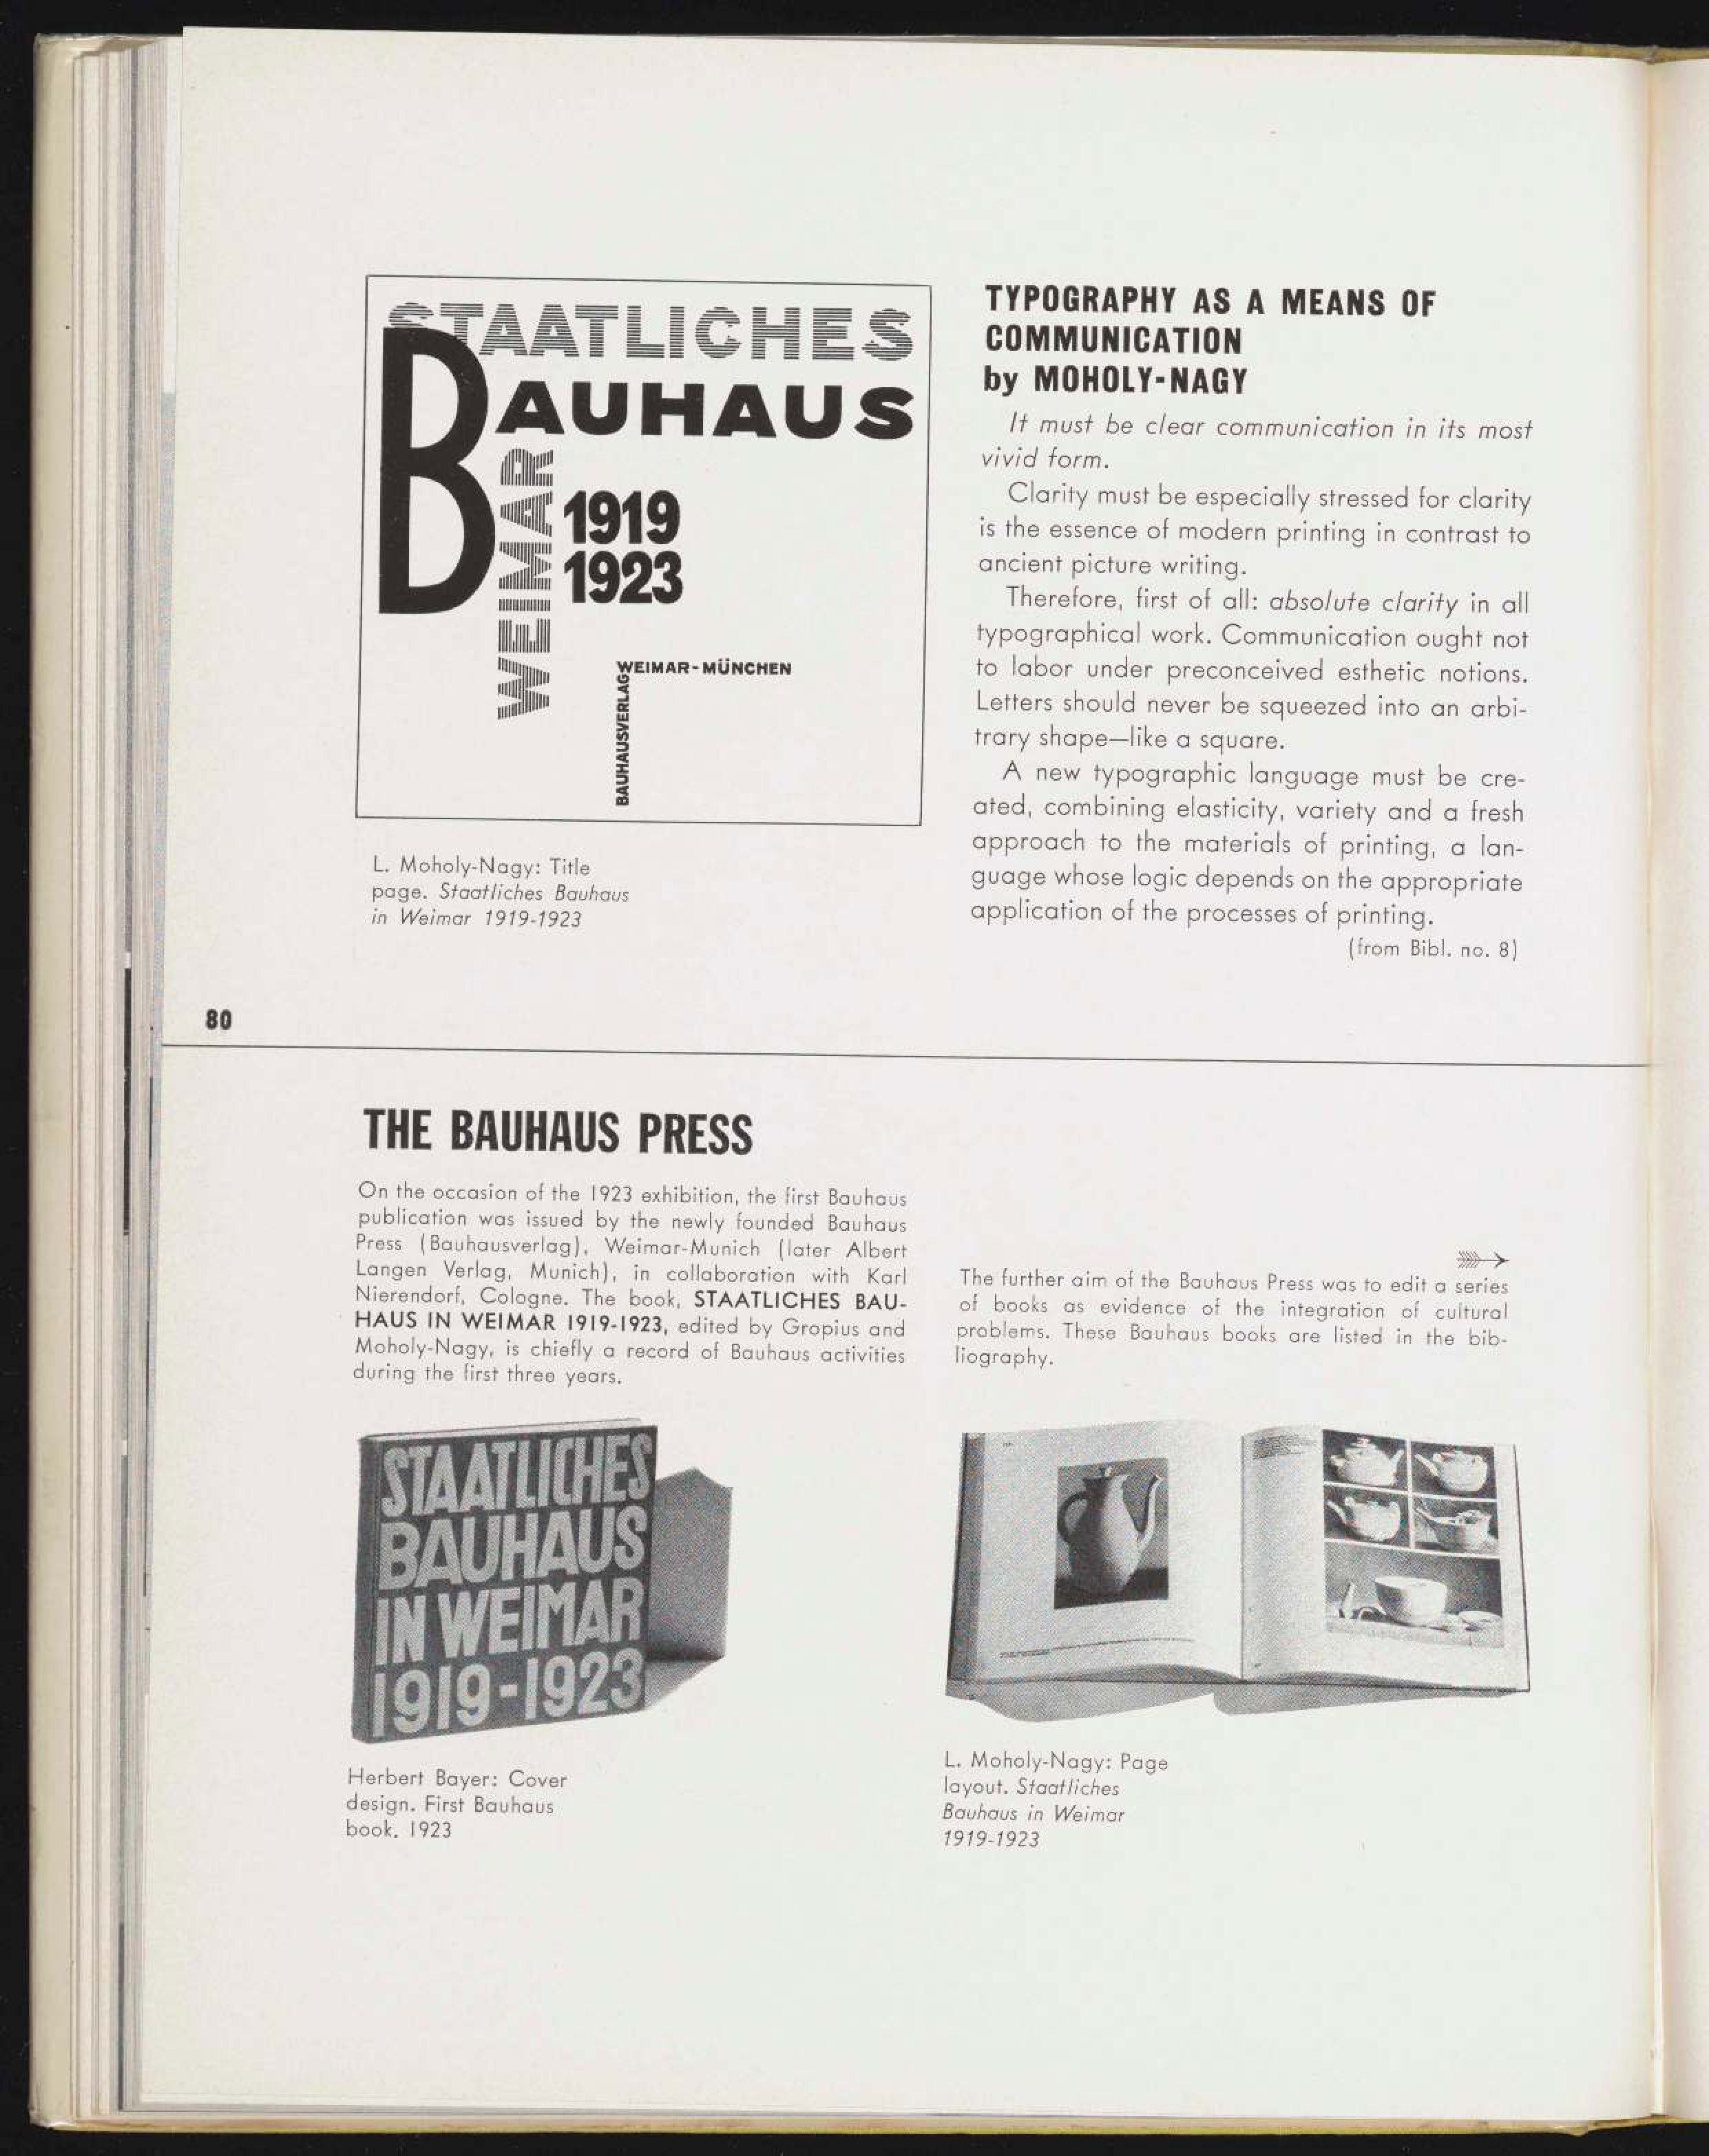 STAATLICHES
BAUHAUS
WEIMAR
1919
1923
WEIMAR-MÜNCHEN
BAUHAUSVERLAG
L. Moholy-Nagy: Title
page. Staatliches Bauhaus
in Weimar 1919-1923
TYPOGRAPHY AS A MEANS OF
COMMUNICATION
by MOHOLY-NAGY
It must be clear communication in its most
vivid form.
Clarity must be especially stressed for clarity
is the essence of modern printing in contrast to
ancient picture writing.
Therefore, first of all: absolute clarity in all
typographical work. Communication ought not
to labor under preconceived esthetic notions.
Letters should never be squeezed into an arbi-
trary shape—like a square.
A new typographic language must be cre-
ated, combining elasticity, variety and a fresh
approach to the materials of printing, a lan-
guage whose logic depends on the appropriate
application of the processes of printing.
(from Bibl. no. 8)
80
THE BAUHAUS PRESS
On the occasion of the 1923 exhibition, the first Bauhaus
publication was issued by the newly founded Bauhaus
Press (Bauhausverlag), Weimar-Munich (later Albert
Langen Verlag, Munich), in collaboration with Karl
Nierendorf, Cologne. The book, STAATLICHES BAU-
HAUS IN WEIMAR 1919-1923, edited by Gropius and
Moholy-Nagy, is chiefly a record of Bauhaus activities
during the first three years.
The further aim of the Bauhaus Press was to edit a series
of books as evidence of the integration of cultural
problems. These Bauhaus books are listed in the bib-
liography.
STAATLICHES
BAUHAUS
IN WEIMAR
1919-1923
Herbert Bayer: Cover
design. First Bauhaus
book. 1923
L. Moholy-Nagy: Page
layout. Staatliches
Bauhaus in Weimar
1919-1923